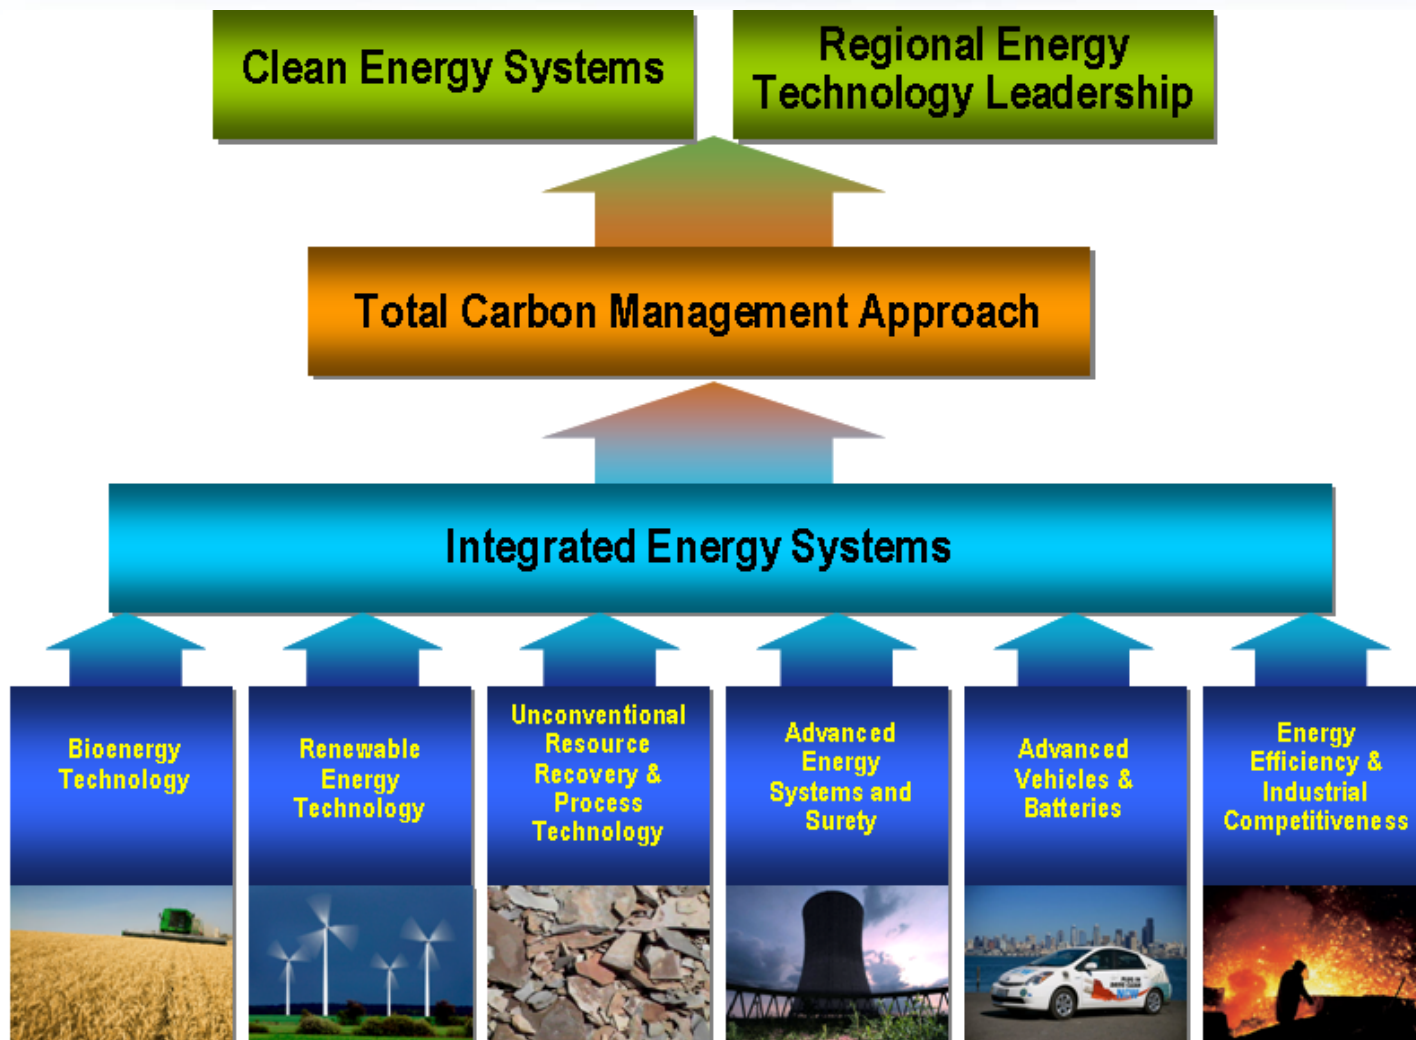 Clean Energy Systems
Regional Energy
Technology Leadership
Total Carbon Management Approach
Integrated Energy Systems
Bioenergy
Technology
Renewable
Energy
Technology
Unconventional
Resource
Recovery &
Process
Technology
Advanced
Energy
Systems and
Surety
Advanced
Vehicles &
Batteries
Energy
Efficiency &
Industrial
Competitiveness